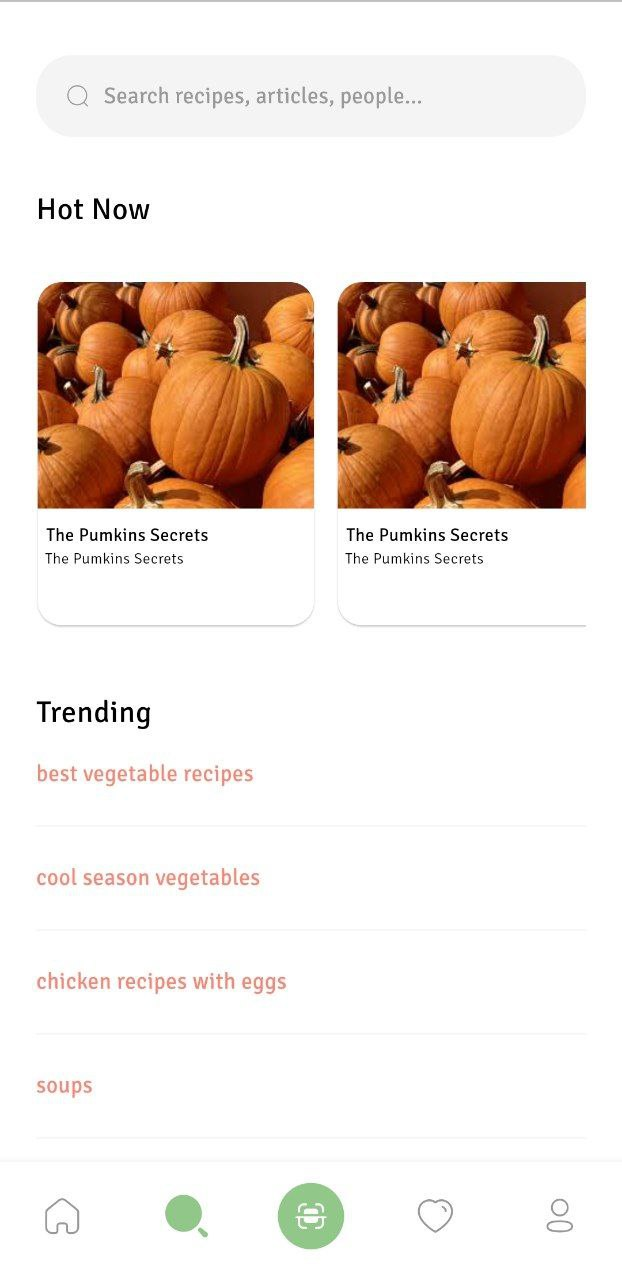 Search recipes, articles, people...
Hot Now
The Pumkins Secrets
The Pumkins Secrets
The Pumkins Secrets
The Pumkins Secrets
Trending
best vegetable recipes
cool season vegetables
chicken recipes with eggs
soups